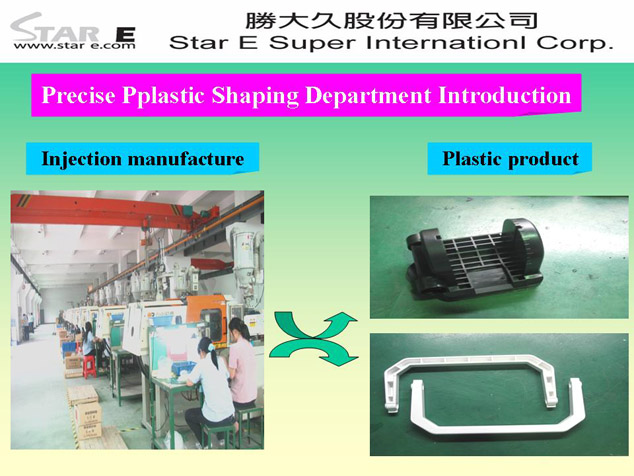 STAR E
www.star e.com
勝大久股份有限公司
Star E Super Internationl Corp.
Precise Pplastic Shaping Department Introduction
Injection manufacture
Plastic product